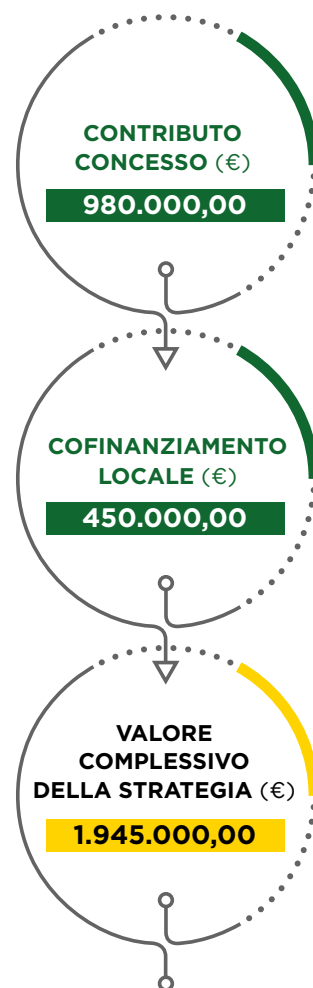 CONTRIBUTO
CONCESSO (€)
980.000,00
COFINANZIAMENTO
LOCALE (€)
450.000,00
VALORE
COMPLESSIVO
DELLA STRATEGIA (€)
1.945.000,00